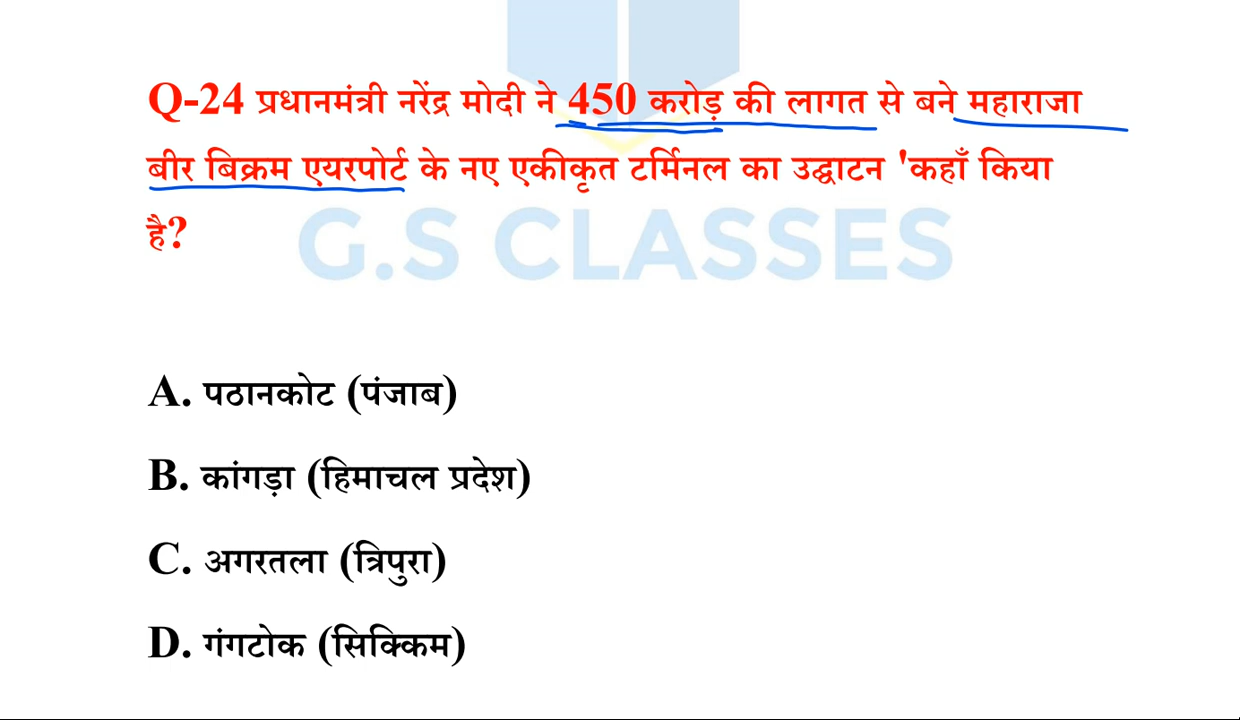 Q-24 प्रधानमंत्री नरेंद्र मोदी ने 450 करोड़ की लागत से बने महाराजा
बीर बिक्रम एयरपोर्ट के नए एकीकृत टर्मिनल का उद्घाटन 'कहाँ किया
है?
G.S CLASSES
A. पठानकोट (पंजाब)
B. कांगड़ा (हिमाचल प्रदेश)
C. अगरतला (त्रिपुरा)
D. गंगटोक (सिक्किम)